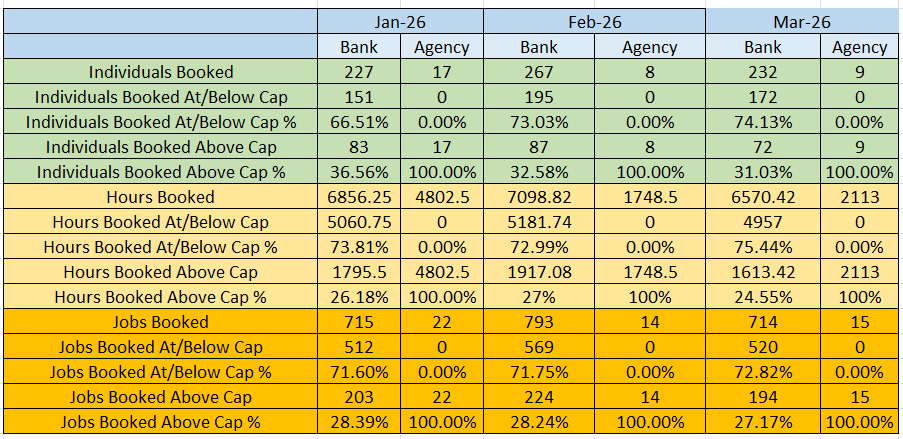 Jan-26 Feb-26 Mar-26
Bank Agency Bank Agency Bank Agency
Individuals Booked 227 17 267 8 232 9
Individuals Booked At/Below Cap 151 0 195 0 172 0
Individuals Booked At/Below Cap % 66.51% 0.00% 73.03% 0.00% 74.13% 0.00%
Individuals Booked Above Cap 83 17 87 8 72 9
Individuals Booked Above Cap % 36.56% 100.00% 32.58% 100.00% 31.03% 100.00%
Hours Booked 6856.25 4802.5 7098.82 1748.5 6570.42 2113
Hours Booked At/Below Cap 5060.75 0 5181.74 0 4957 0
Hours Booked At/Below Cap % 73.81% 0.00% 72.99% 0.00% 75.44% 0.00%
Hours Booked Above Cap 1795.5 4802.5 1917.08 1748.5 1613.42 2113
Hours Booked Above Cap % 26.18% 100.00% 27% 100% 24.55% 100%
Jobs Booked 715 22 793 14 714 15
Jobs Booked At/Below Cap 512 0 569 0 520 0
Jobs Booked At/Below Cap % 71.60% 0.00% 71.75% 0.00% 72.82% 0.00%
Jobs Booked Above Cap 203 22 224 14 194 15
Jobs Booked Above Cap % 28.39% 100.00% 28.24% 100.00% 27.17% 100.00%